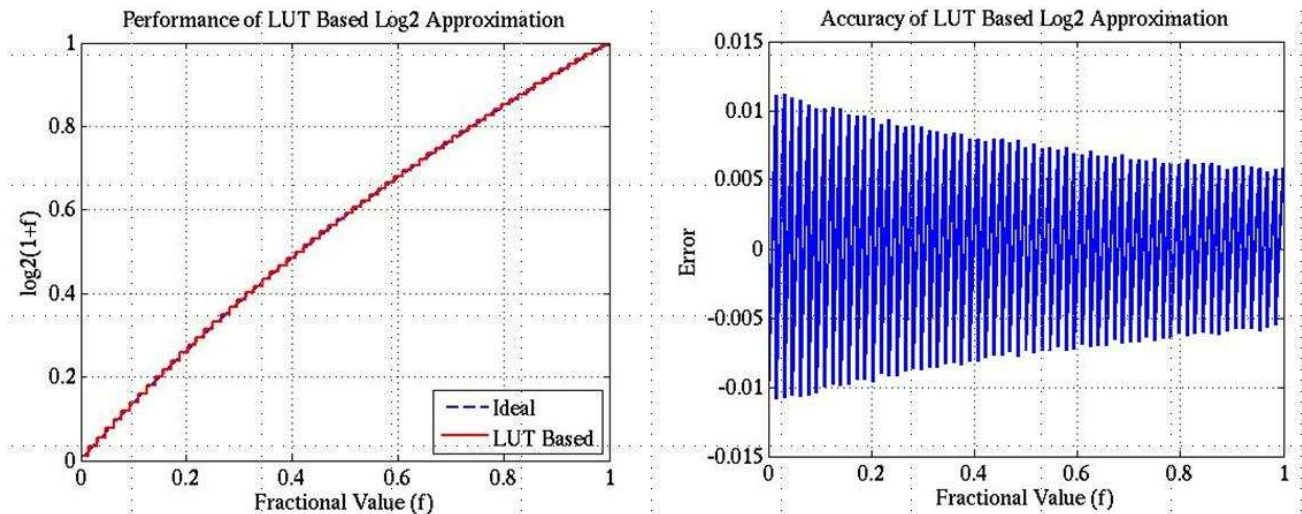 Performance of LUT Based Log2 Approximation
1
0.8
0.6
0.4
0.2
0
log2(1+f)
0 0.2 0.4 0.6 0.8 1
Fractional Value (f)
Ideal
LUT Based
Accuracy of LUT Based Log2 Approximation
0.015
0.01
0.005
0
-0.005
-0.01
-0.015
Error
0 0.2 0.4 0.6 0.8 1
Fractional Value (f)